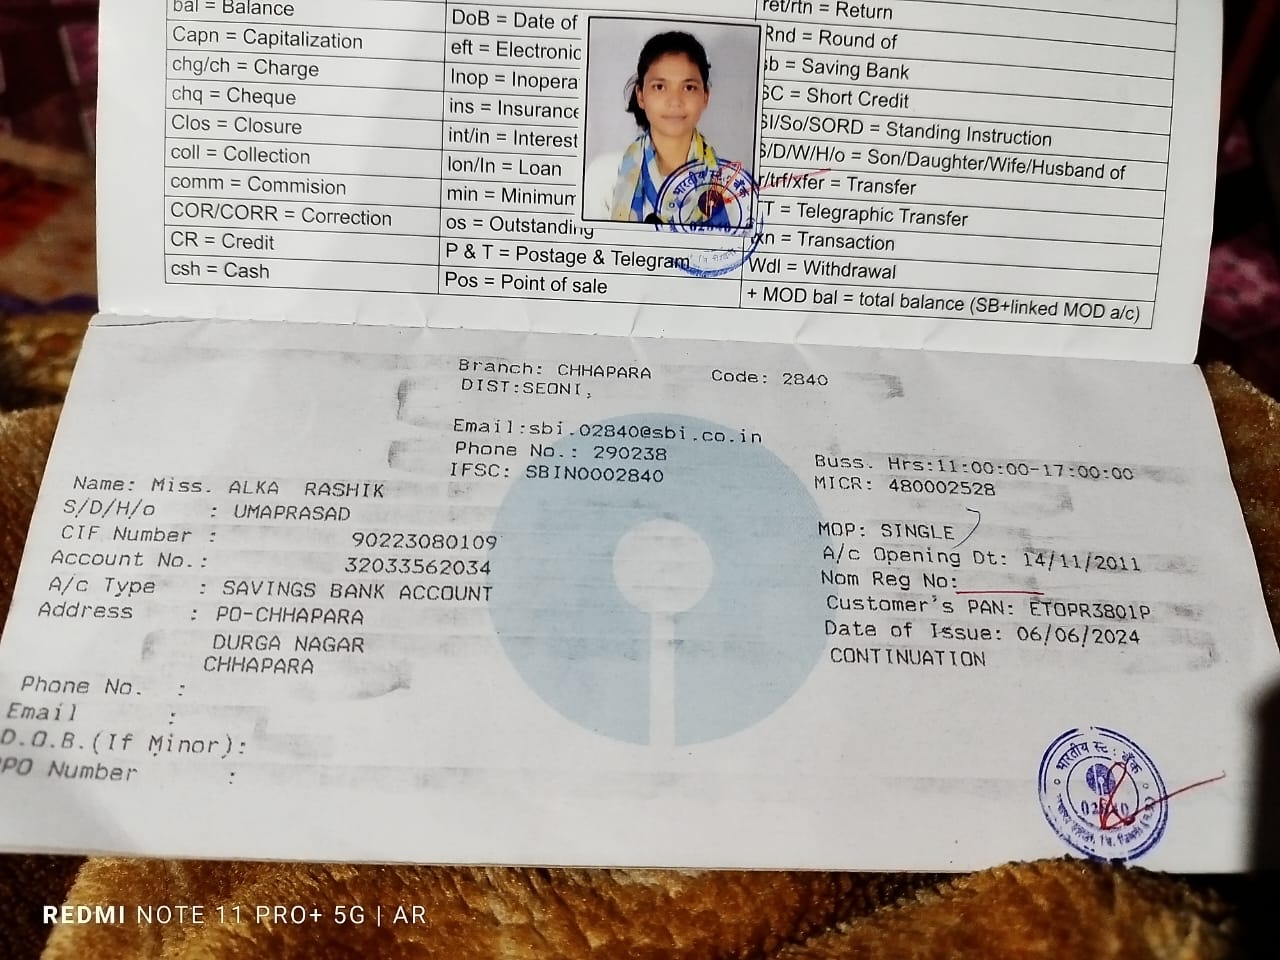 bal = Balance
Capn = Capitalization
chg/ch = Charge
chq = Cheque
Clos = Closure
coll = Collection
comm = Commision
COR/CORR = Correction
CR = Credit
csh = Cash
DoB = Date of
eft = Electronic
Inop = Inopera
ins = Insurance
int/in = Interest
lon/ln = Loan
min = Minimum
os = Outstanding
P & T = Postage & Telegram
Pos = Point of sale
ret/rtn = Return
Rnd = Round of
sb = Saving Bank
SC = Short Credit
SI/So/SORD = Standing Instruction
S/D/W/H/o = Son/Daughter/Wife/Husband of
r/trf/xfer = Transfer
TT = Telegraphic Transfer
txn = Transaction
Wdl = Withdrawal
+ MOD bal = total balance (SB+linked MOD a/c)
भारतीय स्टे बैंक
02840
Branch: CHHAPARA Code: 2840
DIST:SEONI,
Email:sbi.02840@sbi.co.in
Phone No.: 290238
IFSC: SBIN0002840
Buss. Hrs:11:00:00-17:00:00
MICR: 480002528
Name: Miss. ALKA RASHIK
S/D/H/o : UMAPRASAD
CIF Number : 90223080109
Account No.: 32033562034
A/c Type : SAVINGS BANK ACCOUNT
Address : PO-CHHAPARA
DURGA NAGAR
CHHAPARA
Phone No. :
Email :
D.O.B.(If Minor):
PPO Number :
MOP: SINGLE
A/c Opening Dt: 14/11/2011
Nom Reg No:
Customer's PAN: ETOPR3801P
Date of Issue: 06/06/2024
CONTINUATION
भारतीय स्टे बैंक
02840
REDMI NOTE 11 PRO+ 5G | AR